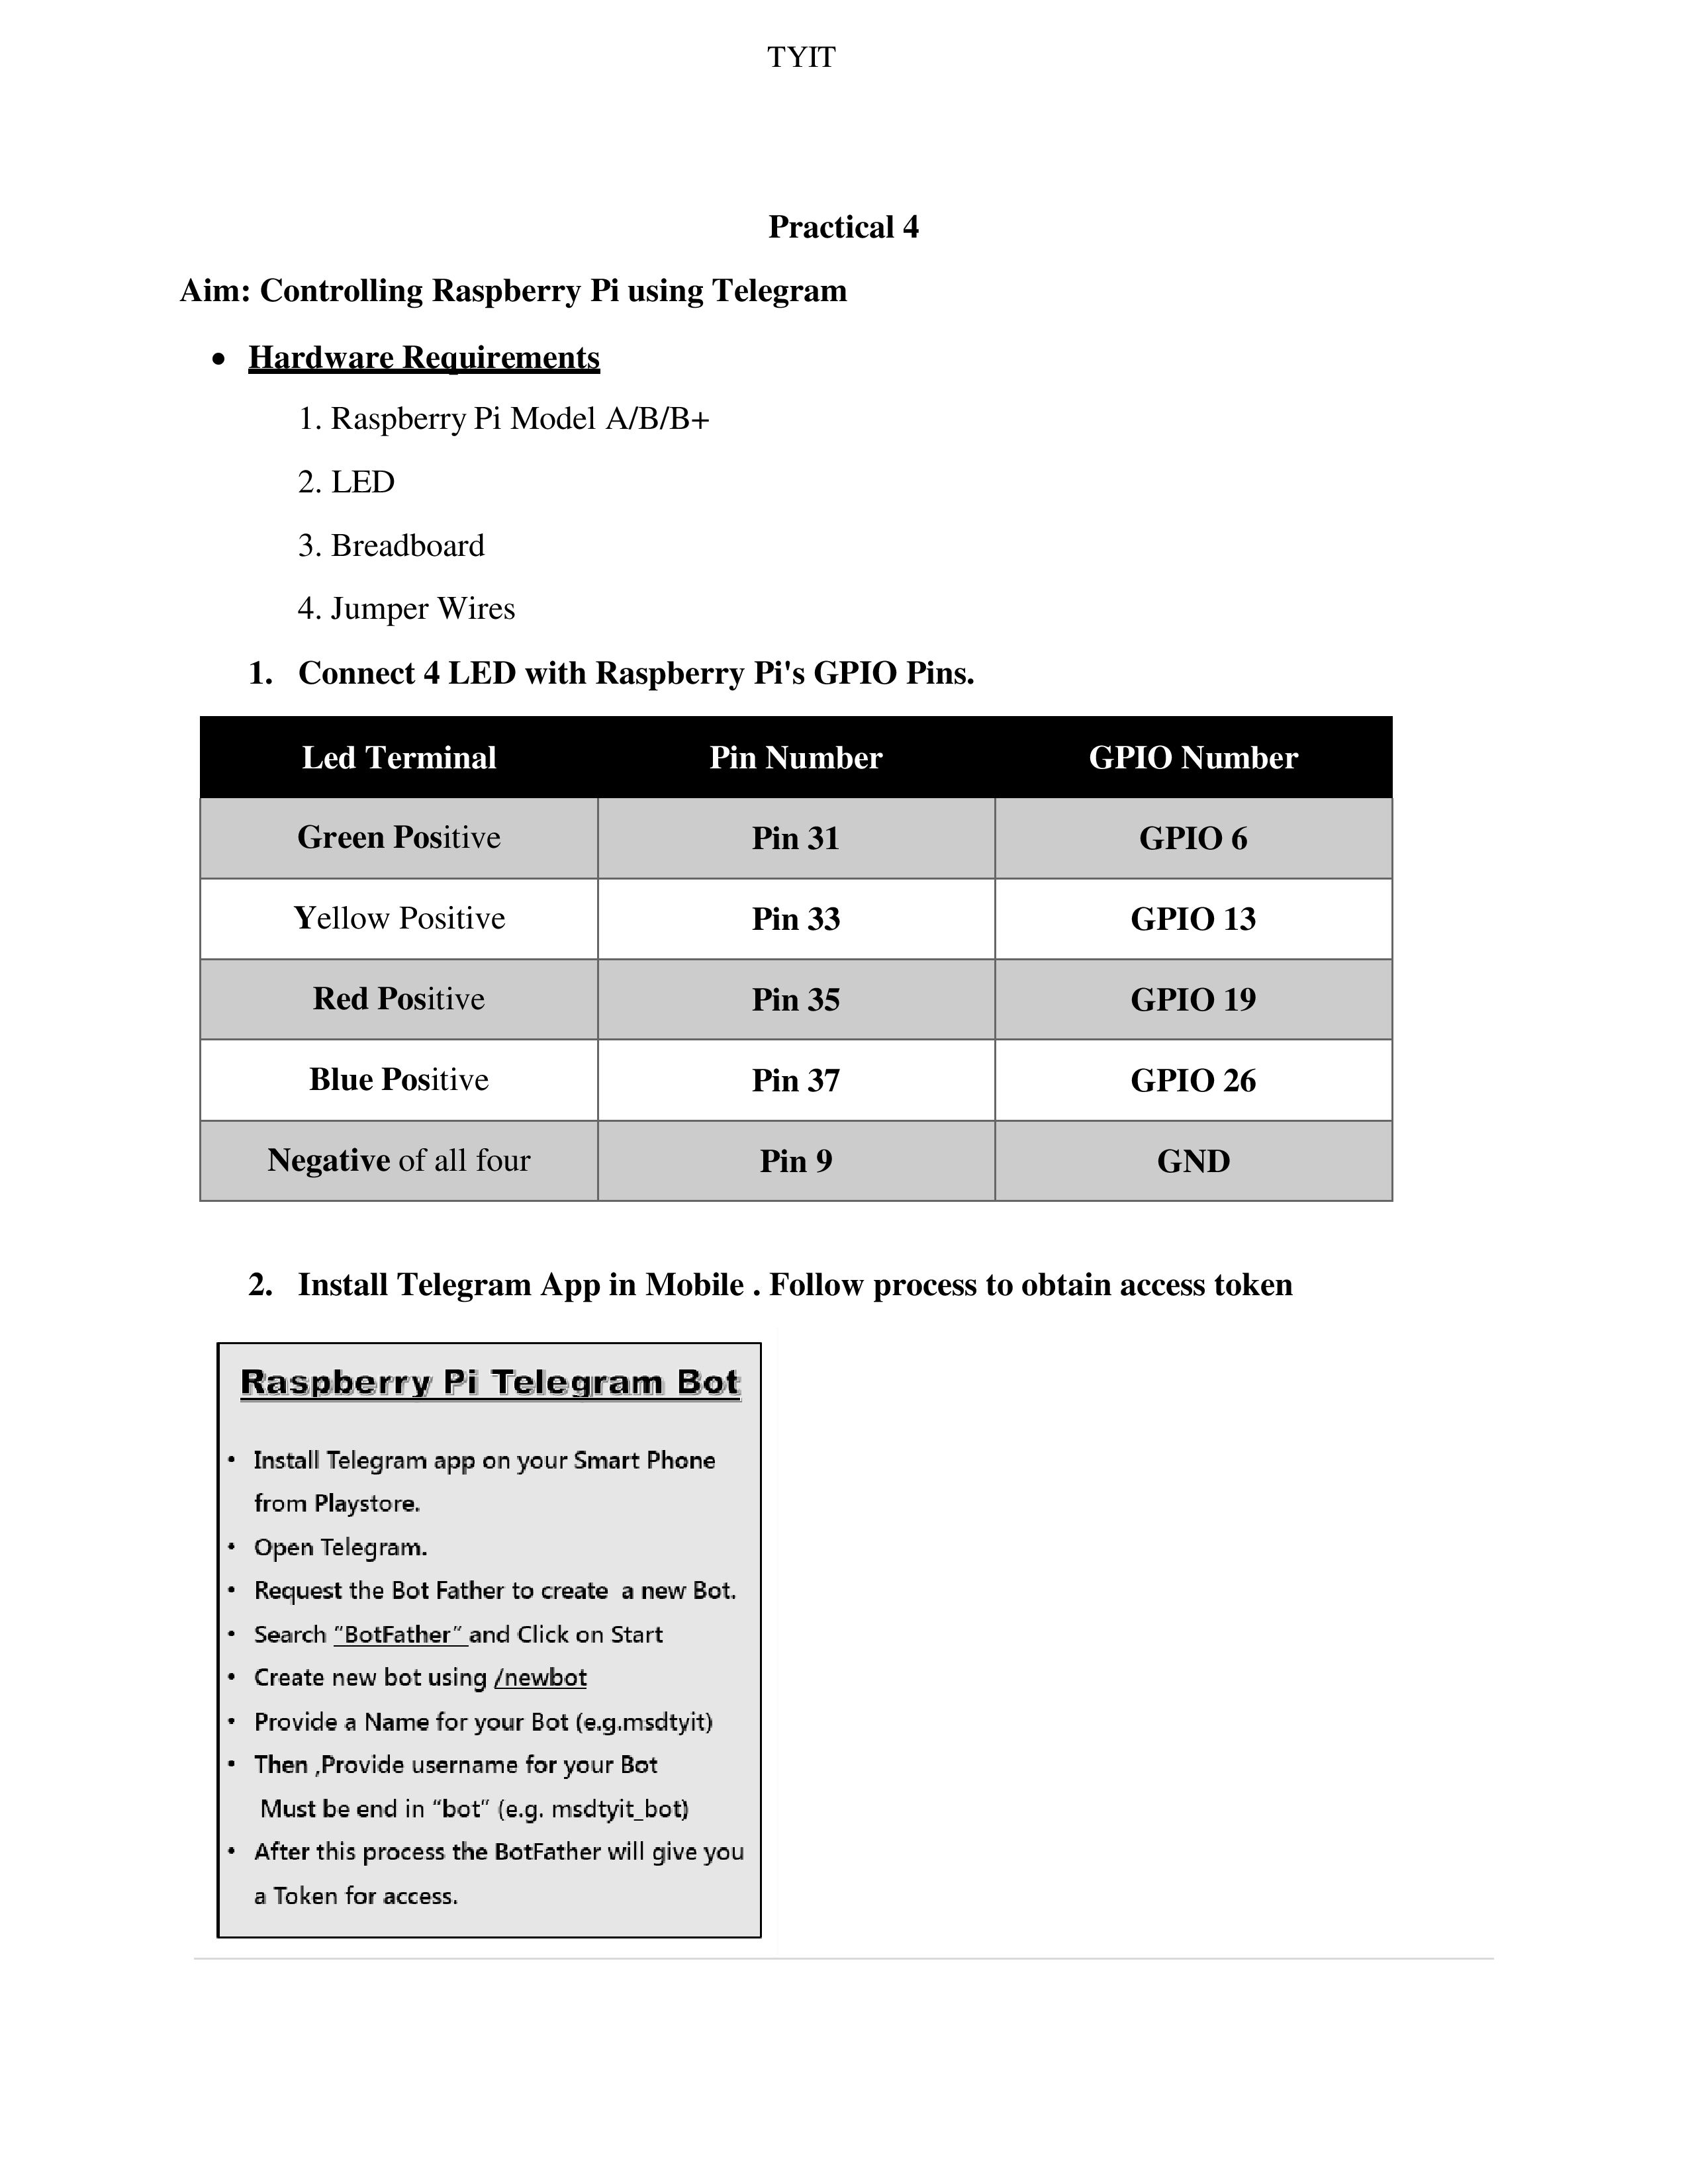 TYIT
Practical 4
Aim: Controlling Raspberry Pi using Telegram
• Hardware Requirements
1. Raspberry Pi Model A/B/B+
2. LED
3. Breadboard
4. Jumper Wires
1. Connect 4 LED with Raspberry Pi's GPIO Pins.
Led Terminal Pin Number GPIO Number
Green Positive Pin 31 GPIO 6
Yellow Positive Pin 33 GPIO 13
Red Positive Pin 35 GPIO 19
Blue Positive Pin 37 GPIO 26
Negative of all four Pin 9 GND
2. Install Telegram App in Mobile . Follow process to obtain access token
Raspberry Pi Telegram Bot
• Install Telegram app on your Smart Phone
from Playstore.
• Open Telegram.
• Request the Bot Father to create a new Bot.
• Search “BotFather” and Click on Start
• Create new bot using /newbot
• Provide a Name for your Bot (e.g.msdtyit)
• Then ,Provide username for your Bot
Must be end in “bot” (e.g. msdtyit_bot)
• After this process the BotFather will give you
a Token for access.